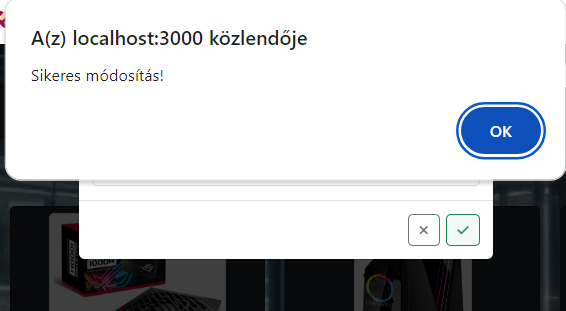 A(z) localhost:3000 közlendője
Sikeres módosítás!
OK